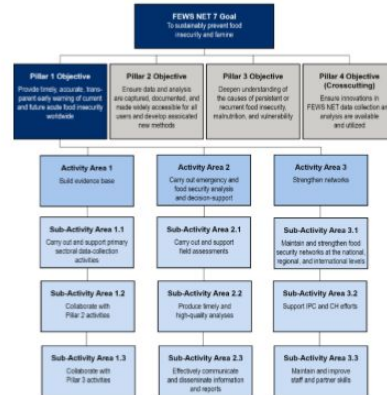 FEWS NET 7 Goal
To sustainably prevent food
insecurity and famine
Pillar 1 Objective
Provide timely, accurate, trans-
parent early warning of current
and future acute food insecurity
worldwide
Pillar 2 Objective
Ensure data and analysis
are captured, documented, and
made widely accessible for all
users and develop associated
new methods
Pillar 3 Objective
Deepen understanding of
the causes of persistent or
recurrent food insecurity,
malnutrition, and vulnerability
Pillar 4 Objective
(Crosscutting)
Ensure innovations in
FEWS NET data collection and
analysis are available
and utilized
Activity Area 1
Build evidence base
Activity Area 2
Carry out emergency and
food security analysis
and decision-support
Activity Area 3
Strengthen networks
Sub-Activity Area 1.1
Carry out and support primary
sectoral data-collection
activities
Sub-Activity Area 2.1
Carry out and support
field assessments
Sub-Activity Area 3.1
Maintain and strengthen food
security networks at the national,
regional, and international levels
Sub-Activity Area 1.2
Collaborate with
Pillar 2 activities
Sub-Activity Area 2.2
Produce timely and
high-quality analyses
Sub-Activity Area 3.2
Support IPC and CH efforts
Sub-Activity Area 1.3
Collaborate with
Pillar 3 activities
Sub-Activity Area 2.3
Effectively communicate
and disseminate information
and reports
Sub-Activity Area 3.3
Maintain and improve
staff and partner skills